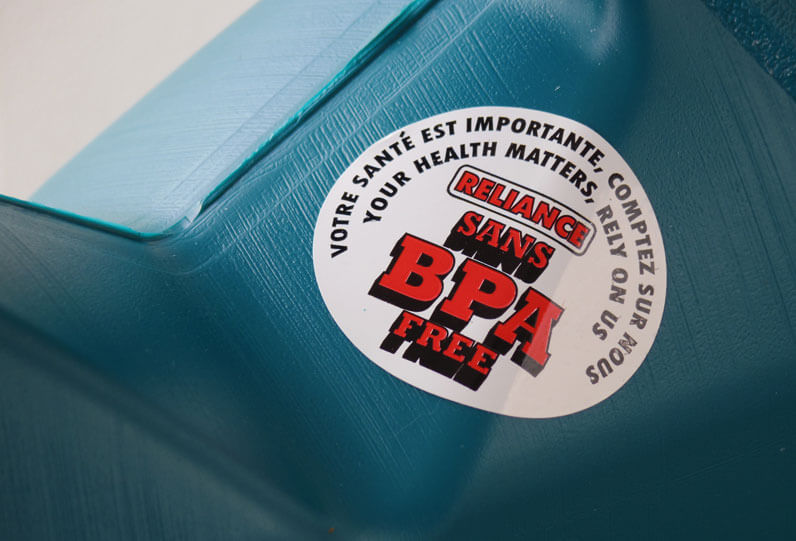 VOTRE SANTÉ EST IMPORTANTE, COMPTEZ SUR NOUS
YOUR HEALTH MATTERS, RELY ON US
RELIANCE
SANS
BPA
FREE